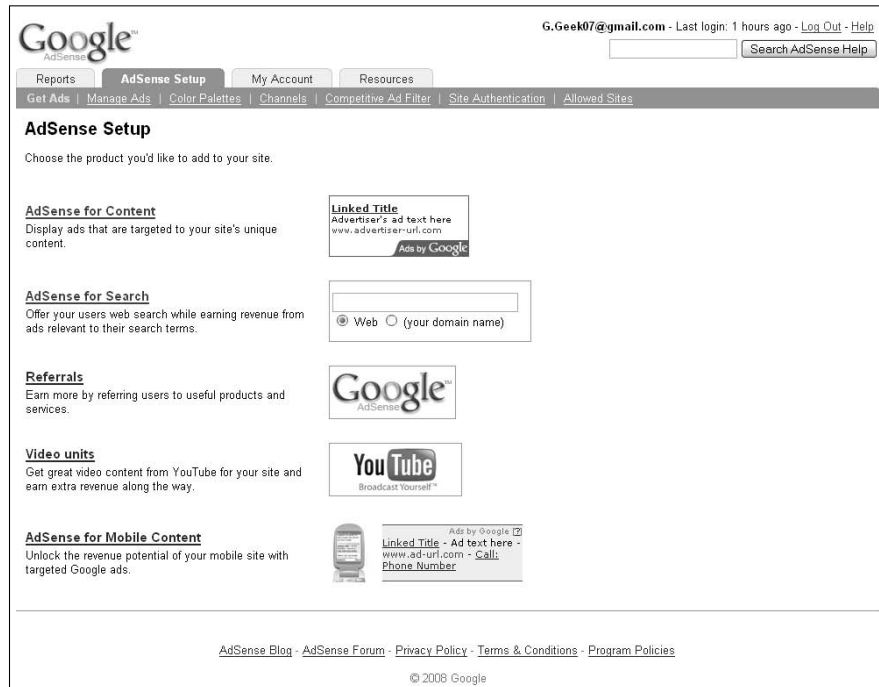 G.Geek07@gmail.com - Last login: 1 hours ago - Log Out - Help
Google™
AdSense
Search AdSense Help
Reports
AdSense Setup
My Account
Resources
Get Ads | Manage Ads | Color Palettes | Channels | Competitive Ad Filter | Site Authentication | Allowed Sites
AdSense Setup
Choose the product you'd like to add to your site.
AdSense for Content
Display ads that are targeted to your site's unique
content.
Linked Title
Advertiser's ad text here
www.advertiser-url.com
Ads by Google
AdSense for Search
Offer your users web search while earning revenue from
ads relevant to their search terms.
Web (your domain name)
Referrals
Earn more by referring users to useful products and
services.
Google™
AdSense
Video units
Get great video content from YouTube for your site and
earn extra revenue along the way.
YouTube
Broadcast Yourself™
AdSense for Mobile Content
Unlock the revenue potential of your mobile site with
targeted Google ads.
Ads by Google [?]
Linked Title - Ad text here -
www.ad-url.com - Call:
Phone Number
AdSense Blog - AdSense Forum - Privacy Policy - Terms & Conditions - Program Policies
© 2008 Google